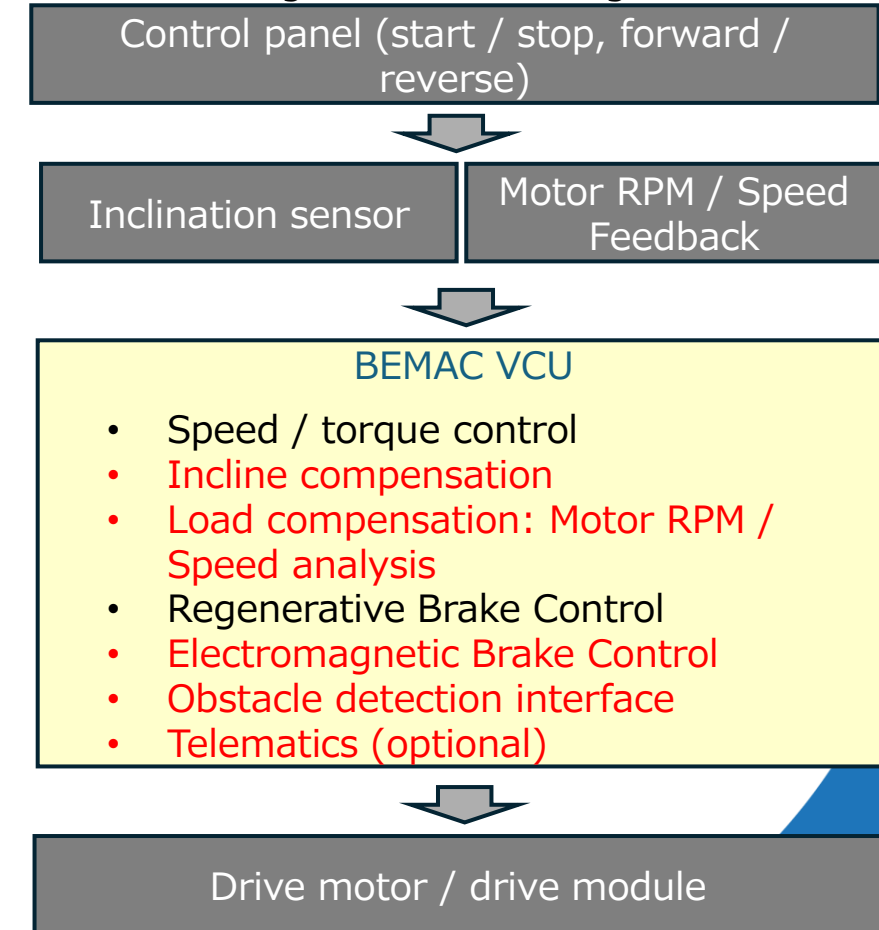 Control panel (start / stop, forward /
reverse)
Inclination sensor
Motor RPM / Speed
Feedback
BEMAC VCU
• Speed / torque control
• Incline compensation
• Load compensation: Motor RPM /
Speed analysis
• Regenerative Brake Control
• Electromagnetic Brake Control
• Obstacle detection interface
• Telematics (optional)
Drive motor / drive module